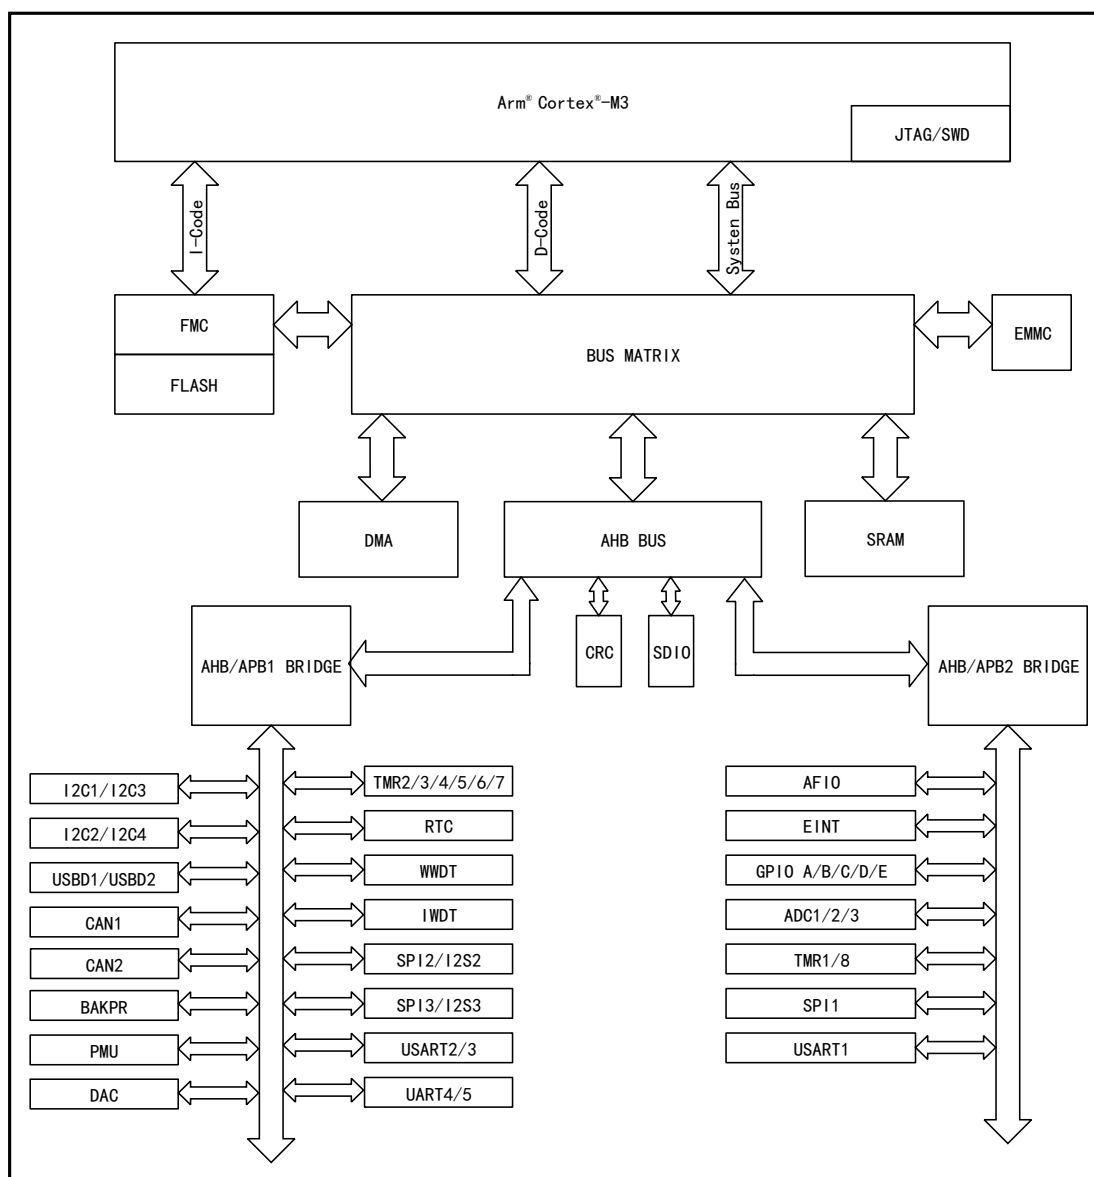 Arm® Cortex®-M3
JTAG/SWD
I-Code
D-Code
Systen Bus
FMC
FLASH
BUS MATRIX
EMMC
DMA
AHB BUS
SRAM
CRC
SDIO
AHB/APB1 BRIDGE
AHB/APB2 BRIDGE
I2C1/I2C3
I2C2/I2C4
USBD1/USBD2
CAN1
CAN2
BAKPR
PMU
DAC
TMR2/3/4/5/6/7
RTC
WWDT
IWDT
SPI2/I2S2
SPI3/I2S3
USART2/3
UART4/5
AFIO
EINT
GPIO A/B/C/D/E
ADC1/2/3
TMR1/8
SPI1
USART1